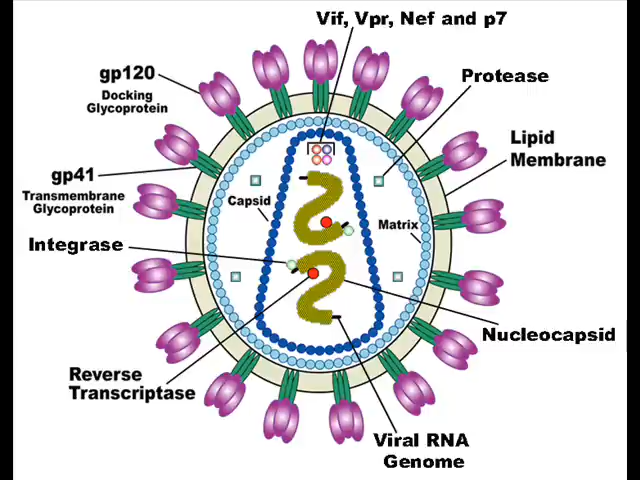 Vif, Vpr, Nef and p7
gp120
Docking
Glycoprotein
Protease
Lipid
Membrane
gp41
Transmembrane
Glycoprotein
Capsid
Matrix
Integrase
Nucleocapsid
Reverse
Transcriptase
Viral RNA
Genome